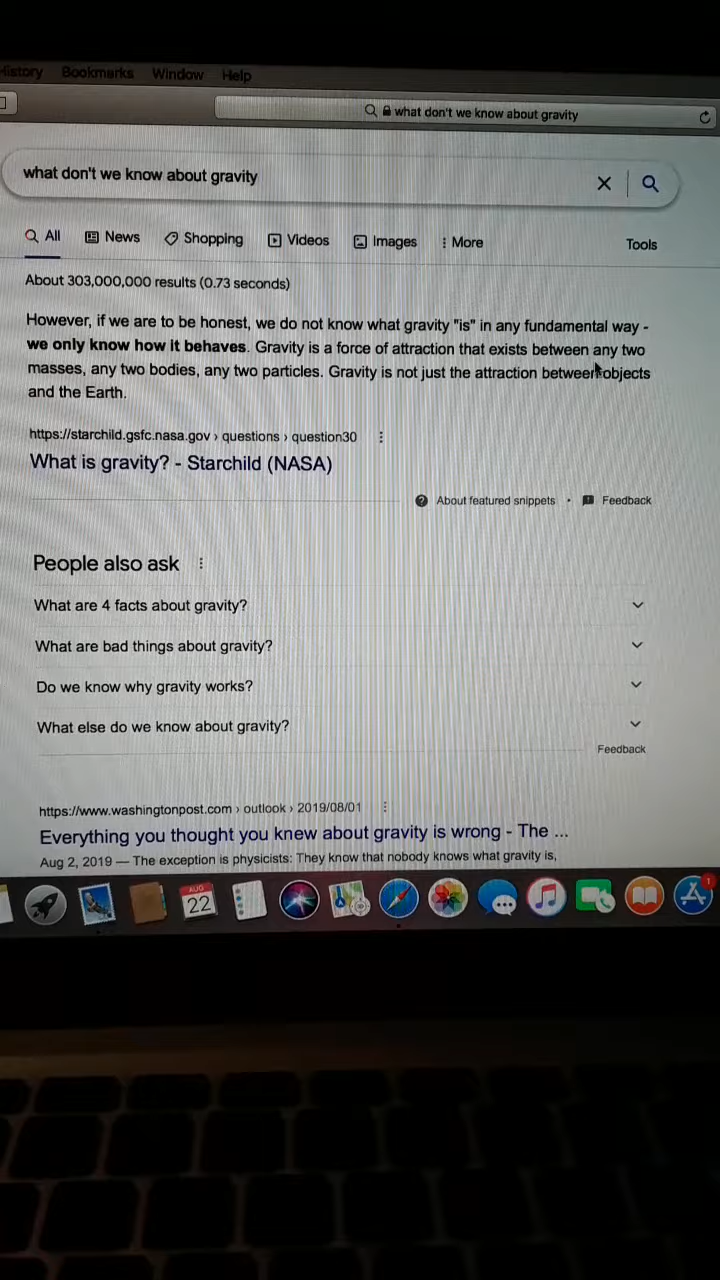 History Bookmarks Window Help
what don't we know about gravity
what don't we know about gravity
All News Shopping Videos Images More Tools
About 303,000,000 results (0.73 seconds)
However, if we are to be honest, we do not know what gravity "is" in any fundamental way -
we only know how it behaves. Gravity is a force of attraction that exists between any two
masses, any two bodies, any two particles. Gravity is not just the attraction between objects
and the Earth.
https://starchild.gsfc.nasa.gov › questions › question30
What is gravity? - Starchild (NASA)
About featured snippets • Feedback
People also ask
What are 4 facts about gravity?
What are bad things about gravity?
Do we know why gravity works?
What else do we know about gravity?
Feedback
https://www.washingtonpost.com › outlook › 2019/08/01
Everything you thought you knew about gravity is wrong - The ...
Aug 2, 2019 — The exception is physicists: They know that nobody knows what gravity is,
AUG
22
1